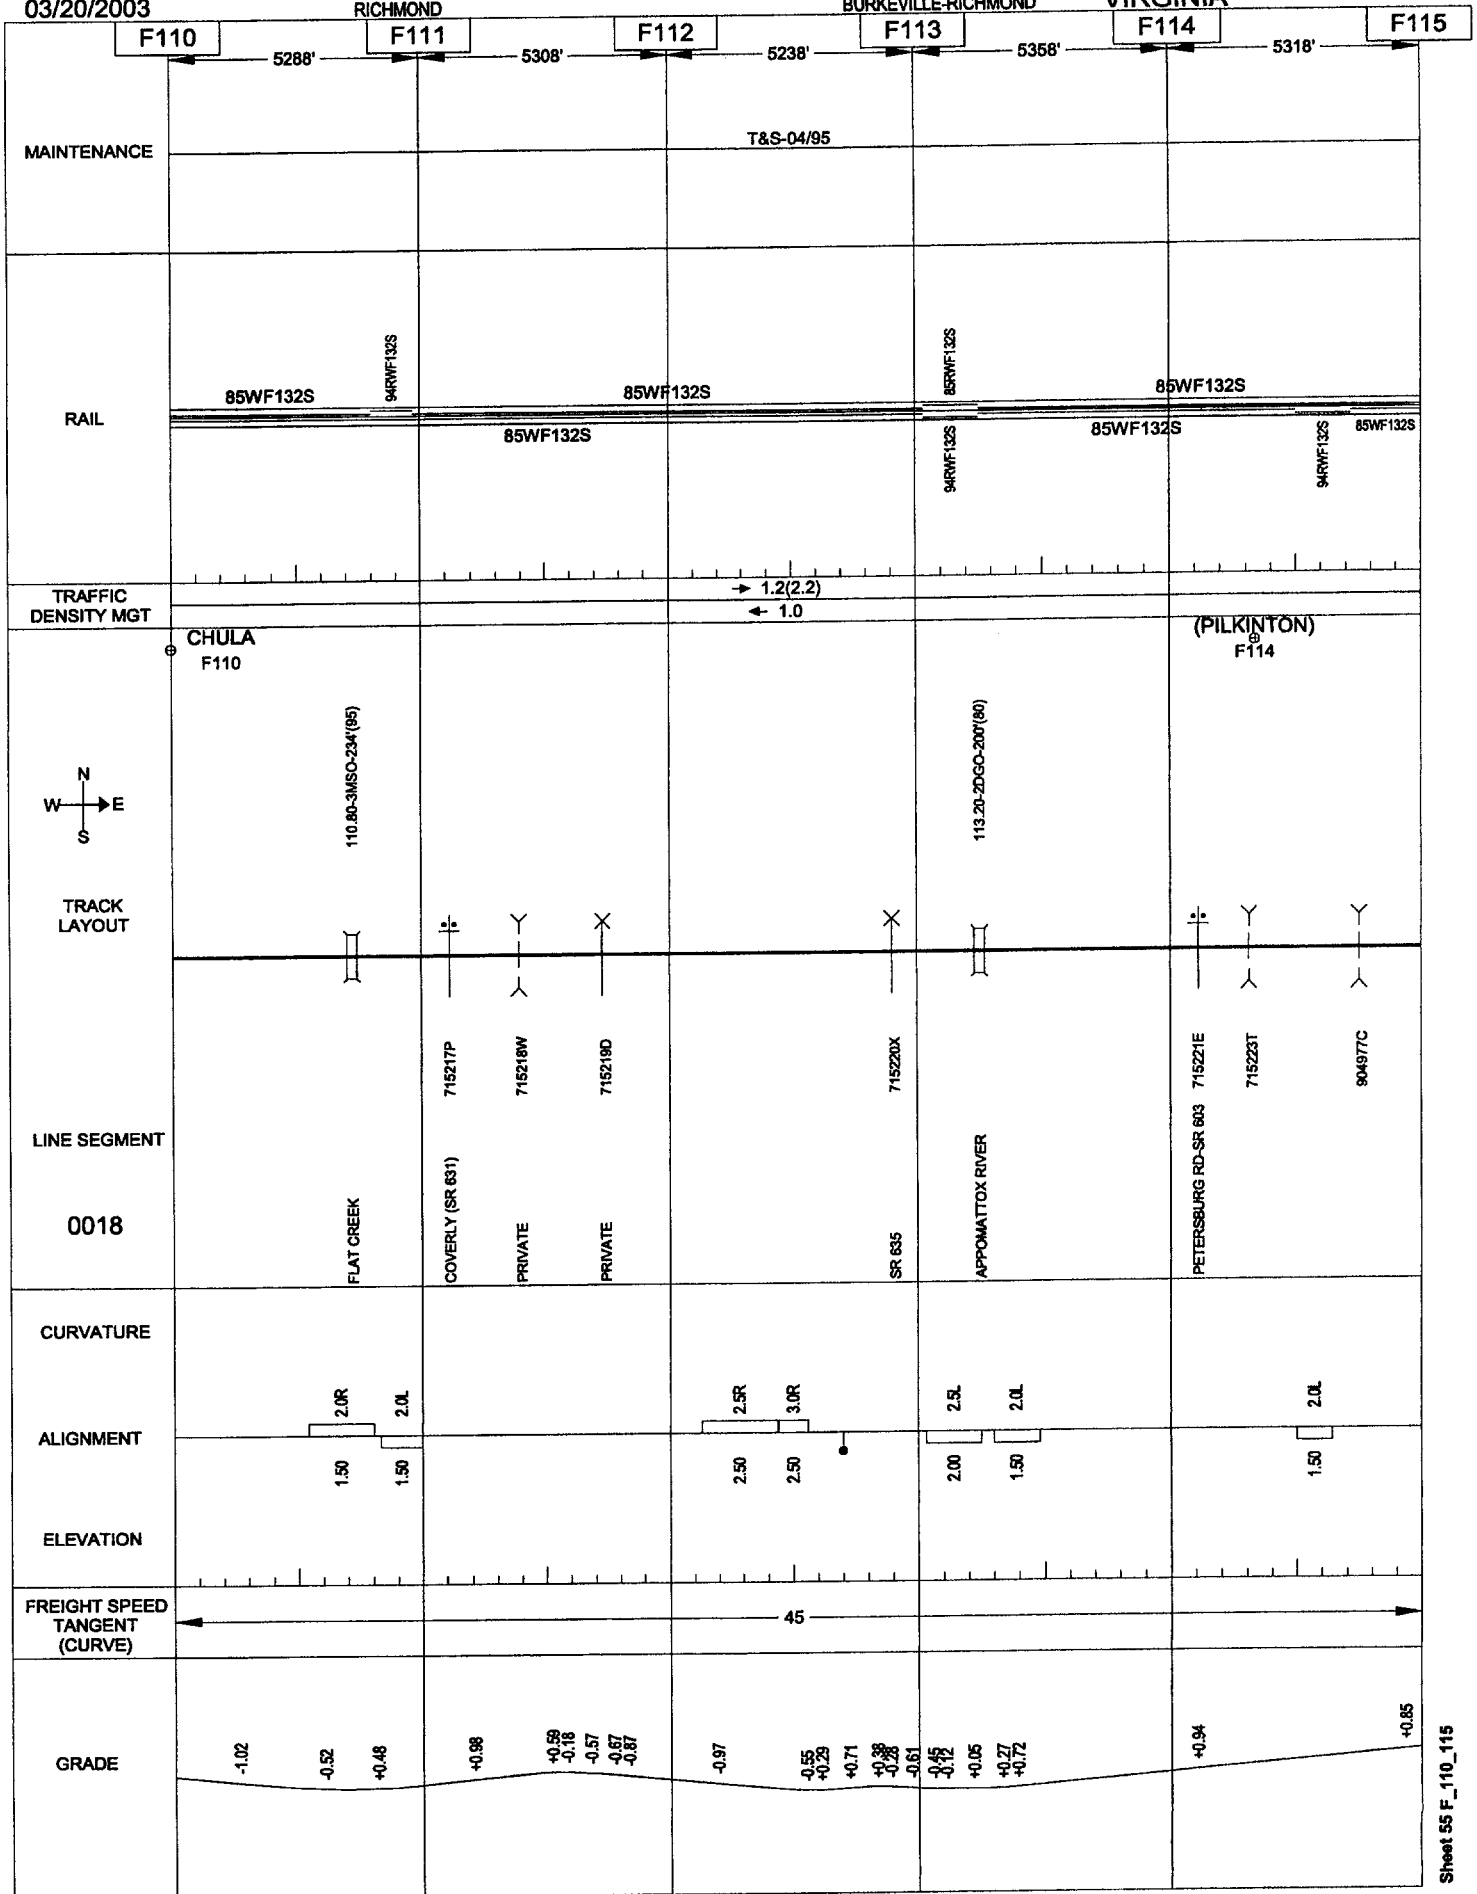 03/20/2003
RICHMOND
BURKEVILLE-RICHMOND
VIRGINIA
F110
F111
F112
F113
F114
F115
5288'
5308'
5238'
5358'
5318'
MAINTENANCE
T&S-04/95
RAIL
85WF132S
94RWF132S
85WF132S
85RWF132S
85WF132S
85WF132S
94RWF132S
85WF132S
94RWF132S
85WF132S
TRAFFIC
DENSITY MGT
1.2(2.2)
1.0
CHULA
F110
(PILKINTON)
F114
110.80-3MSO-234'(95)
113.20-2DGO-200'(80)
N
W E
S
TRACK
LAYOUT
715217P
715218W
715219D
715220X
715221E
715223T
904977C
LINE SEGMENT
0018
FLAT CREEK
COVERLY (SR 631)
PRIVATE
PRIVATE
SR 635
APPOMATTOX RIVER
PETERSBURG RD-SR 603
CURVATURE
2.0R
2.0L
2.5R
3.0R
2.5L
2.0L
2.0L
ALIGNMENT
1.50
1.50
2.50
2.50
2.00
1.50
1.50
ELEVATION
FREIGHT SPEED
TANGENT
(CURVE)
45
GRADE
-1.02
-0.52
+0.48
+0.98
+0.59
-0.18
-0.57
-0.67
-0.87
-0.97
-0.55
+0.29
+0.71
+0.38
-0.28
-0.61
-0.45
-0.12
+0.05
+0.27
+0.72
+0.94
+0.85
Sheet 55 F_110_115